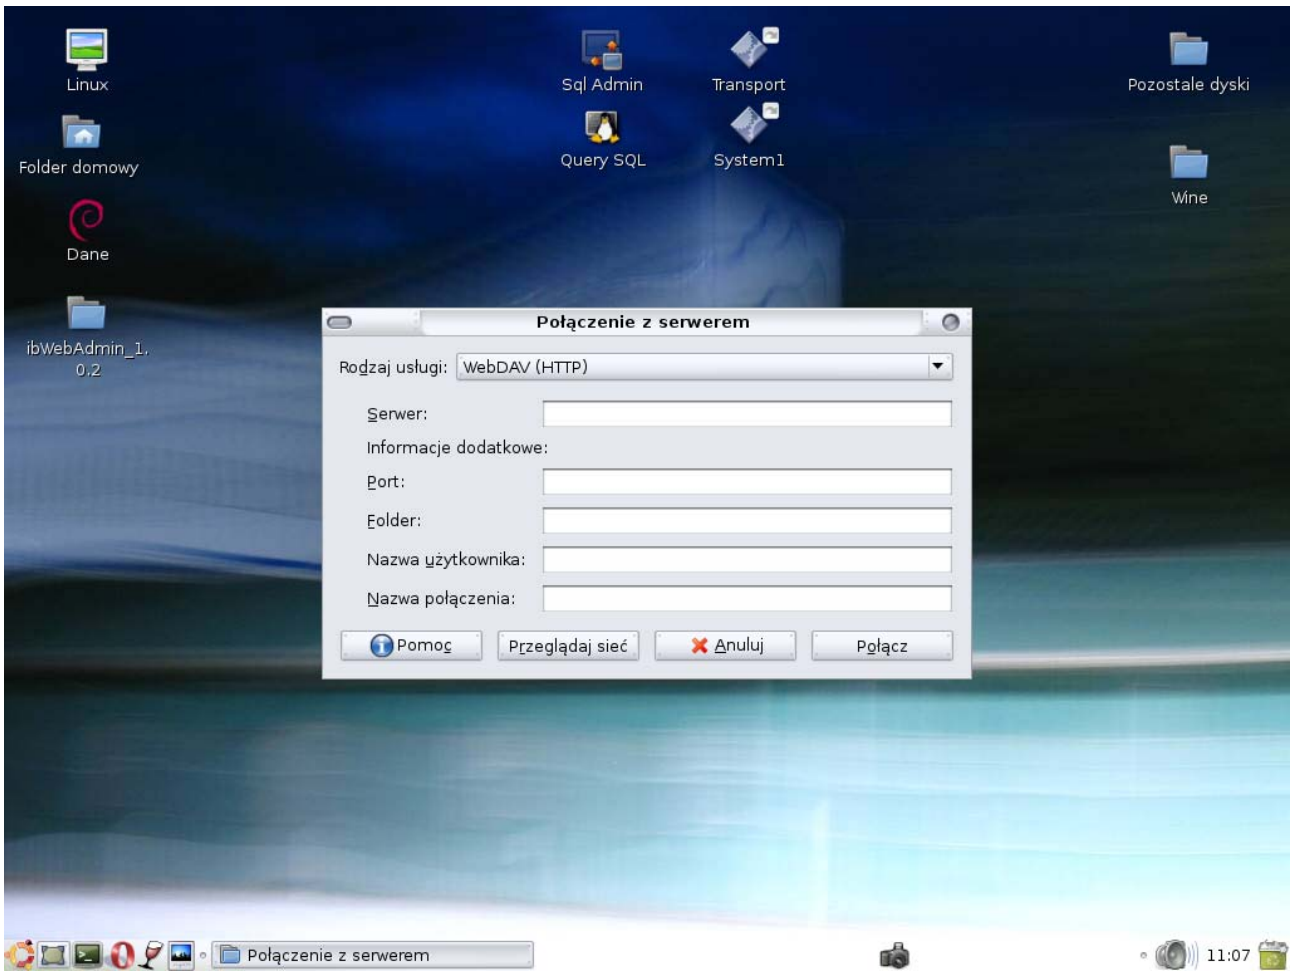 Linux
Sql Admin
Transport
Pozostale dyski
Folder domowy
Query SQL
System1
Wine
Dane
ibWebAdmin_1.
0.2
Połączenie z serwerem
Rodzaj usługi: WebDAV (HTTP)
Serwer:
Informacje dodatkowe:
Port:
Folder:
Nazwa użytkownika:
Nazwa połączenia:
Pomoc Przeglądaj sieć Anuluj Połącz
Połączenie z serwerem 11:07